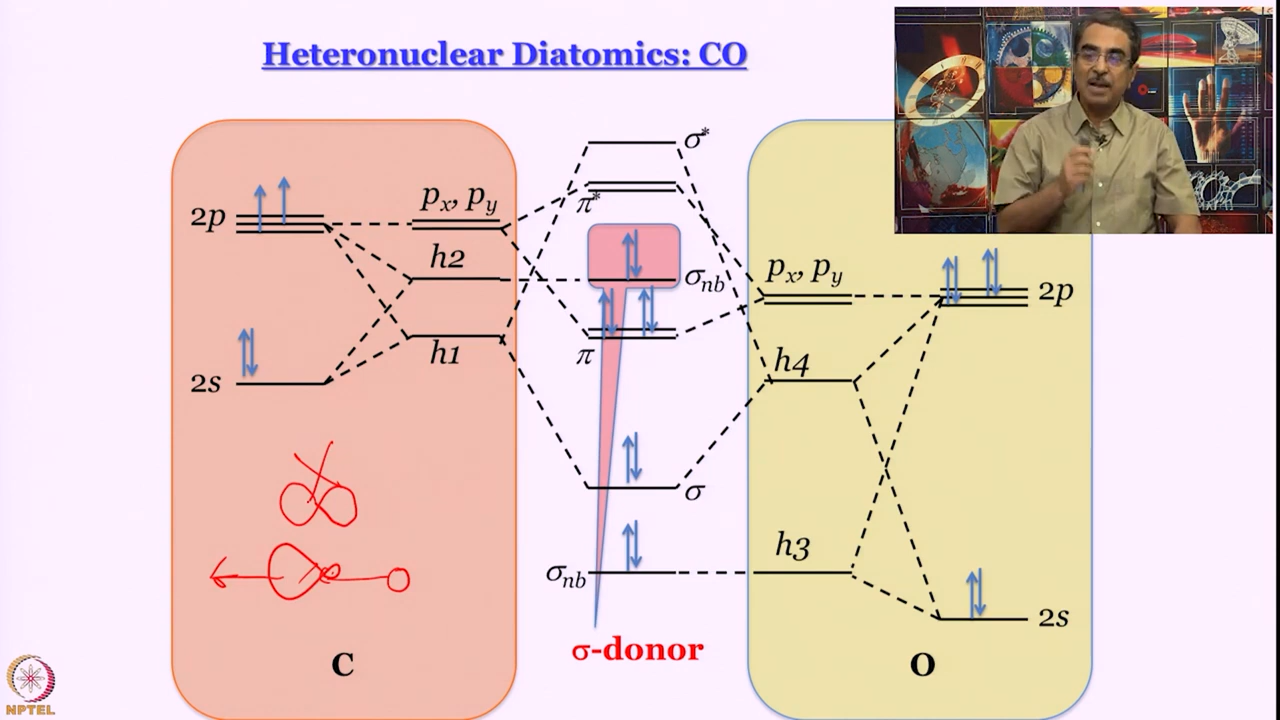 Heteronuclear Diatomics: CO
σ*
2p
px, py
π*
h2
σnb
px, py
2p
h1
π
h4
2s
σ
h3
σnb
2s
σ-donor
C
O
NPTEL